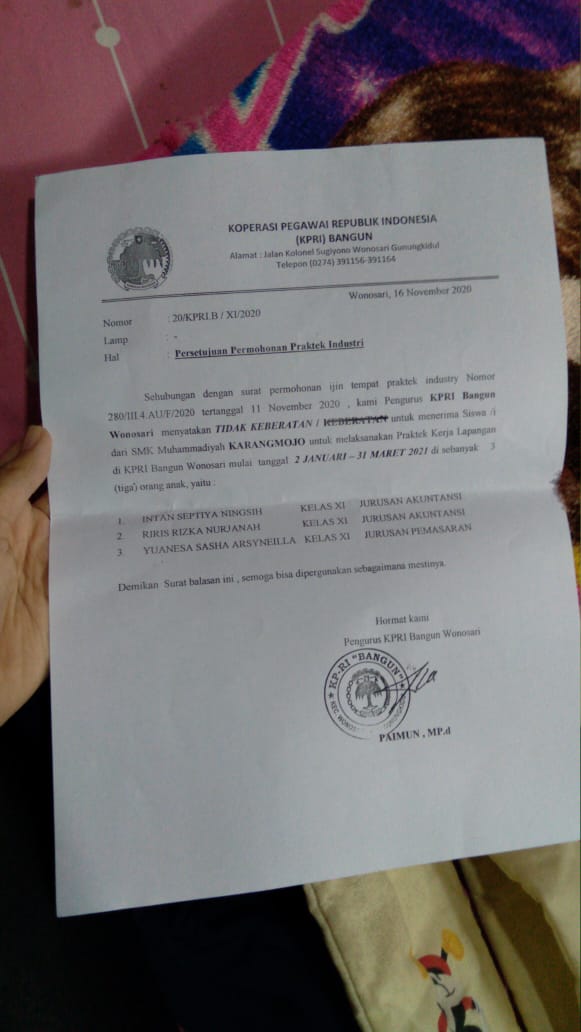 KOPERASI PEGAWAI REPUBLIK INDONESIA
(KPRI) BANGUN
Alamat : Jalan Kolonel Sugiyono Wonosari Gunungkidul
Telepon (0274) 391156-391164
Wonosari, 16 November 2020
Nomor : 20/KPRI.B / XI/2020
Lamp : -
Hal : Persetujuan Permohonan Praktek Industri
Sehubungan dengan surat permohonan ijin tempat praktek industry Nomor
280/III.4.AU/F/2020 tertanggal 11 November 2020 , kami Pengurus KPRI Bangun
Wonosari menyatakan TIDAK KEBERATAN / KEBERATAN untuk menerima Siswa /i
dari SMK Muhammadiyah KARANGMOJO untuk melaksanakan Praktek Kerja Lapangan
di KPRI Bangun Wonosari mulai tanggal 2 JANUARI – 31 MARET 2021 di sebanyak 3
(tiga) orang anak, yaitu :
1. INTAN SEPTIYA NINGSIH KELAS XI JURUSAN AKUNTANSI
2. RIRIS RIZKA NURJANAH KELAS XI JURUSAN AKUNTANSI
3. YUANESA SASHA ARSYNEILLA KELAS XI JURUSAN PEMASARAN
Demikan Surat balasan ini , semoga bisa dipergunakan sebagaimana mestinya.
Hormat kami
Pengurus KPRI Bangun Wonosari
KP-RI "BANGUN"
PAIMUN , MP.d